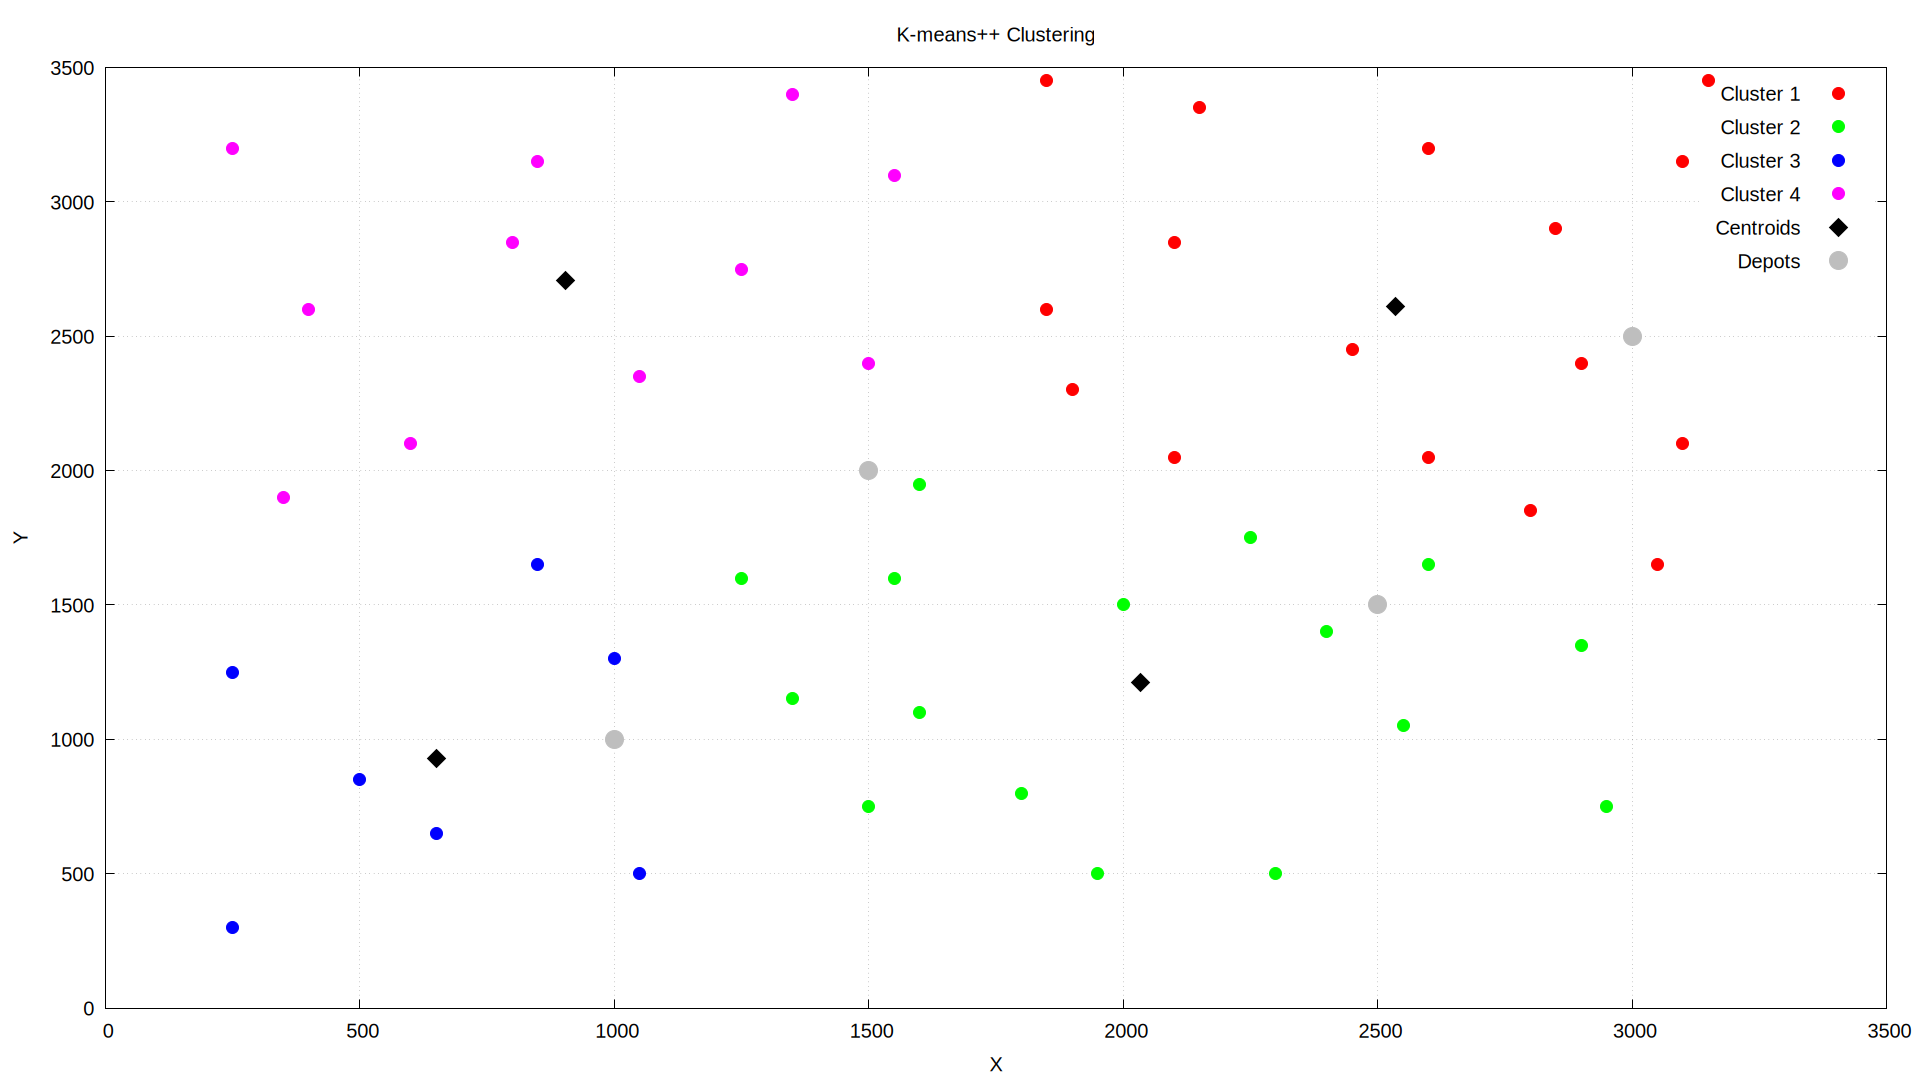 K-means++ Clustering
3500
3000
2500
2000
1500
1000
500
0
Y
0 500 1000 1500 2000 2500 3000 3500
X
Cluster 1
Cluster 2
Cluster 3
Cluster 4
Centroids
Depots